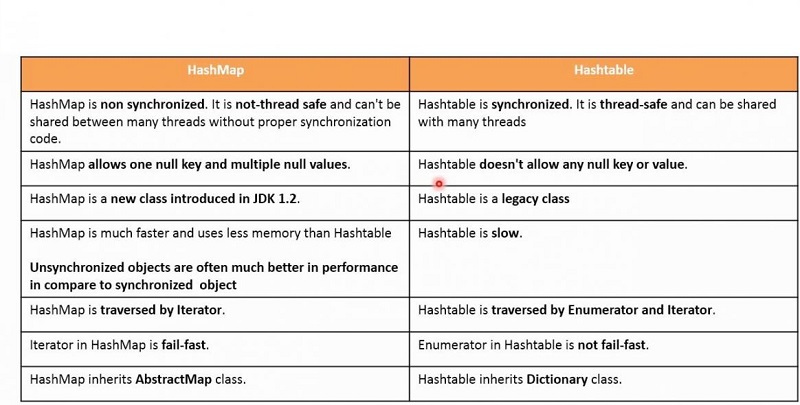 HashMap
Hashtable
HashMap is non synchronized. It is not-thread safe and can't be
shared between many threads without proper synchronization
code.
Hashtable is synchronized. It is thread-safe and can be shared
with many threads
HashMap allows one null key and multiple null values.
Hashtable doesn't allow any null key or value.
HashMap is a new class introduced in JDK 1.2.
Hashtable is a legacy class
HashMap is much faster and uses less memory than Hashtable
Unsynchronized objects are often much better in performance
in compare to synchronized object
Hashtable is slow.
HashMap is traversed by Iterator.
Hashtable is traversed by Enumerator and Iterator.
Iterator in HashMap is fail-fast.
Enumerator in Hashtable is not fail-fast.
HashMap inherits AbstractMap class.
Hashtable inherits Dictionary class.